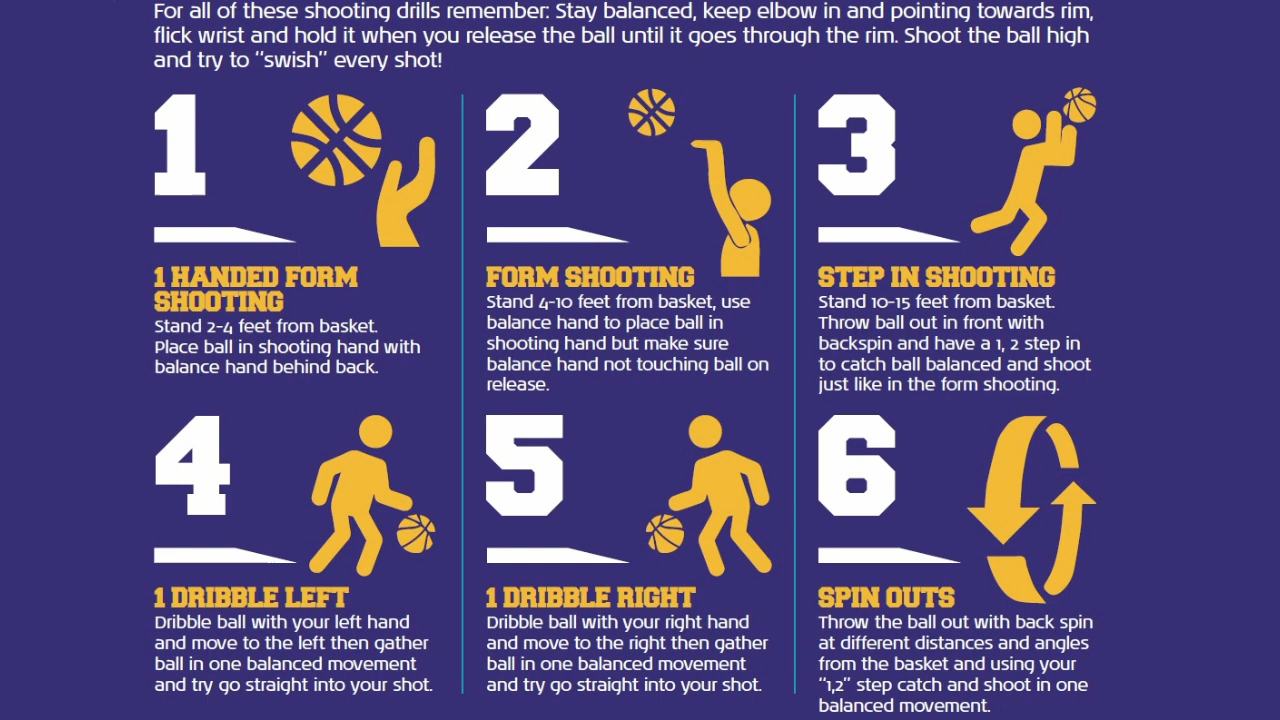 For all of these shooting drills remember: Stay balanced, keep elbow in and pointing towards rim,
flick wrist and hold it when you release the ball until it goes through the rim. Shoot the ball high
and try to “swish” every shot!
1
1 HANDED FORM
SHOOTING
Stand 2-4 feet from basket.
Place ball in shooting hand with
balance hand behind back.
2
FORM SHOOTING
Stand 4-10 feet from basket, use
balance hand to place ball in
shooting hand but make sure
balance hand not touching ball on
release.
3
STEP IN SHOOTING
Stand 10-15 feet from basket.
Throw ball out in front with
backspin and have a 1, 2 step in
to catch ball balanced and shoot
just like in the form shooting.
4
1 DRIBBLE LEFT
Dribble ball with your left hand
and move to the left then gather
ball in one balanced movement
and try go straight into your shot.
5
1 DRIBBLE RIGHT
Dribble ball with your right hand
and move to the right then gather
ball in one balanced movement
and try go straight into your shot.
6
SPIN OUTS
Throw the ball out with back spin
at different distances and angles
from the basket and using your
“1,2” step catch and shoot in one
balanced movement.